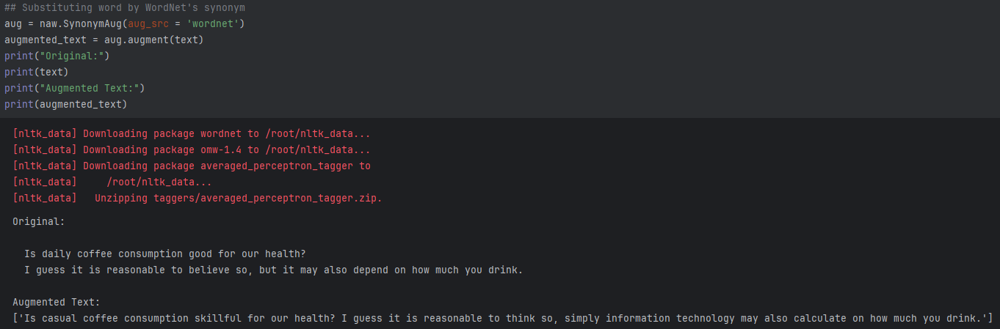 ## Substituting word by WordNet's synonym
aug = naw.SynonymAug(aug_src = 'wordnet')
augmented_text = aug.augment(text)
print("Original:")
print(text)
print("Augmented Text:")
print(augmented_text)
[nltk_data] Downloading package wordnet to /root/nltk_data...
[nltk_data] Downloading package omw-1.4 to /root/nltk_data...
[nltk_data] Downloading package averaged_perceptron_tagger to
[nltk_data]     /root/nltk_data...
[nltk_data]   Unzipping taggers/averaged_perceptron_tagger.zip.
Original:
Is daily coffee consumption good for our health?
I guess it is reasonable to believe so, but it may also depend on how much you drink.
Augmented Text:
['Is casual coffee consumption skillful for our health? I guess it is reasonable to think so, simply information technology may also calculate on how much you drink.']